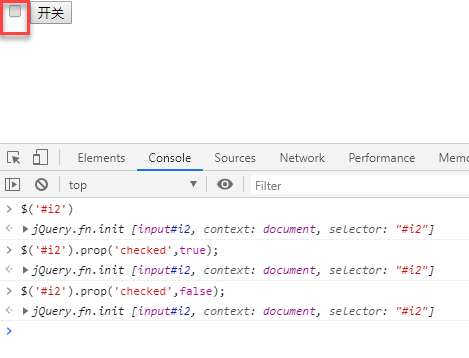 开关
Elements Console Sources Network Performance Memory
top Filter
> $('#i2')
jQuery.fn.init [input#i2, context: document, selector: "#i2"]
> $('#i2').prop('checked',true);
jQuery.fn.init [input#i2, context: document, selector: "#i2"]
> $('#i2').prop('checked',false);
jQuery.fn.init [input#i2, context: document, selector: "#i2"]
>